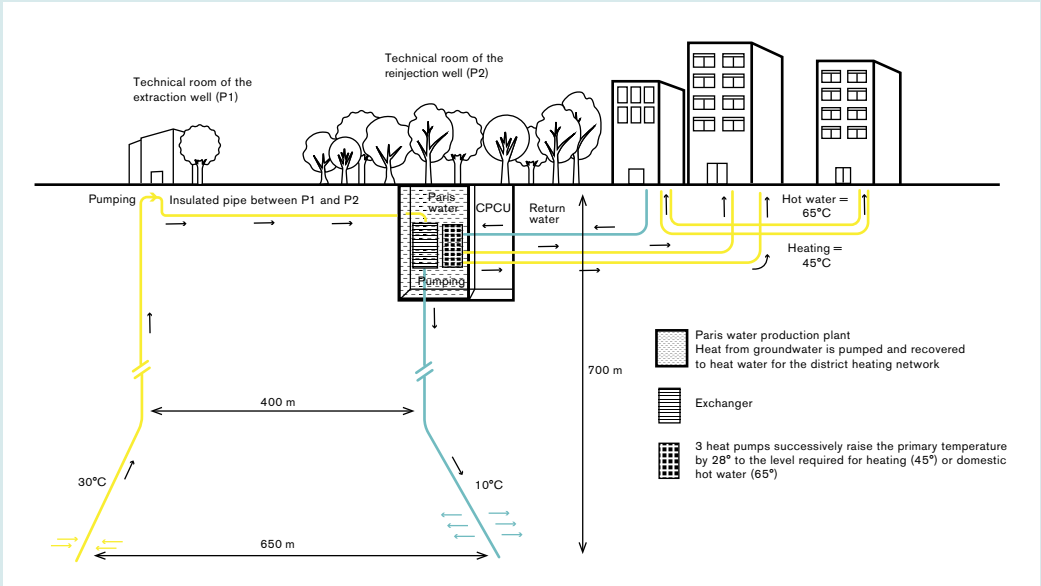 Technical room of the
extraction well (P1)
Technical room of the
reinjection well (P2)
Pumping
Insulated pipe between P1 and P2
Paris
water
CPCU
Return
water
Hot water =
65°C
Heating =
45°C
Pumping
700 m
400 m
30°C
10°C
650 m
Paris water production plant
Heat from groundwater is pumped and recovered
to heat water for the district heating network
Exchanger
3 heat pumps successively raise the primary temperature
by 28° to the level required for heating (45°) or domestic
hot water (65°)